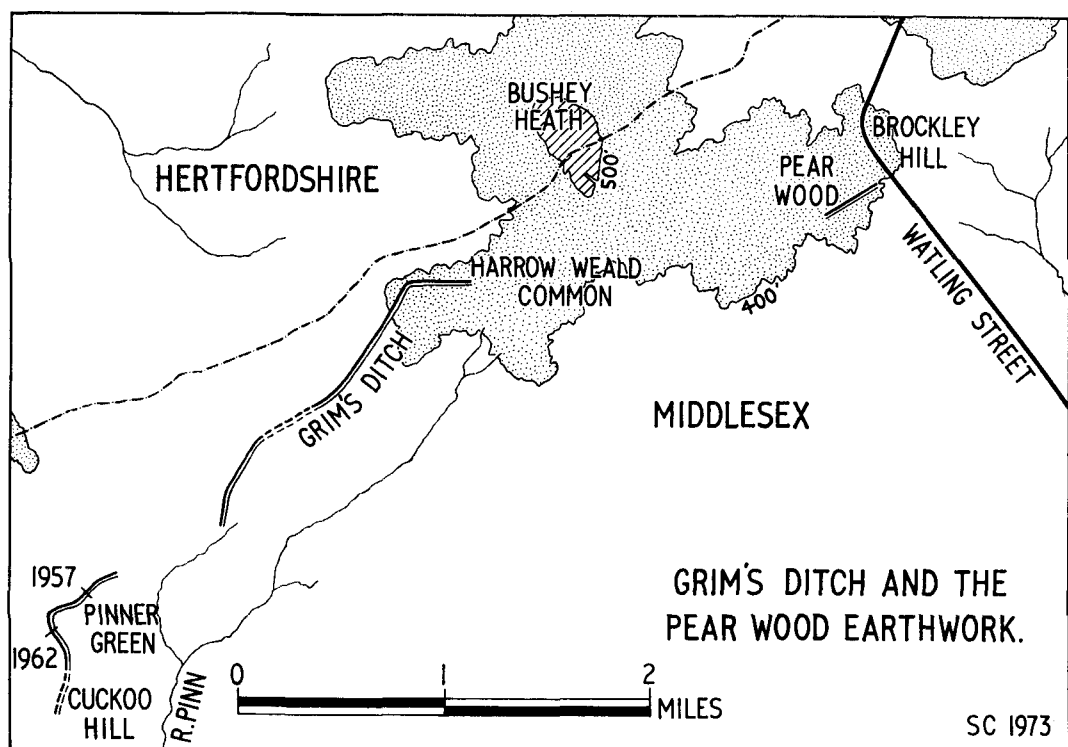 BUSHEY
HEATH
500'
BROCKLEY
HILL
PEAR
WOOD
HERTFORDSHIRE
HARROW WEALD
COMMON
400'
WATLING STREET
GRIM'S DITCH
MIDDLESEX
1957
PINNER
GREEN
1962
CUCKOO
HILL
R. PINN
GRIM'S DITCH AND THE
PEAR WOOD EARTHWORK.
0 1 2
MILES
SC 1973